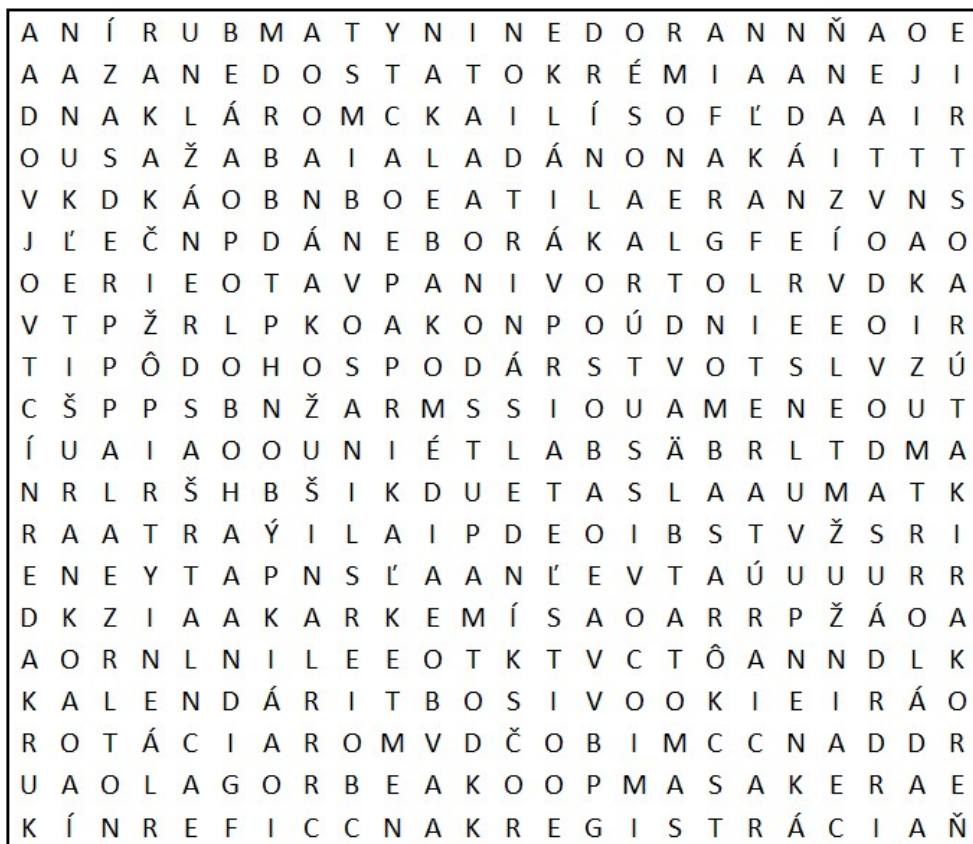 A N Í R U B M A T Y N I N E D O R A N N Ň A O E
A A Z A N E D O S T A T O K R É M I A A N E J I
D N A K L Á R O M C K A I L Í S O F Ľ D A A I R
O U S A Ž A B A I A L A D Á N O N A K Á I T T T
V K D K Á O B N B O E A T I L A E R A N Z V N S
J Ľ E Č N P D Á N E B O R Á K A L G F E Í O A O
O E R I E O T A V P A N I V O R T O L R V D K A
V T P Ž R L P K O A K O N P O Ú D N I E E O I R
T I P Ô D O H O S P O D Á R S T V O T S L V Z Ú
C Š P P S B N Ž A R M S S I O U A M E N E O U T
Í U A I A O O U N I É T L A B S Ä B R L T D M A
N R L R Š H B Š I K D U E T A S L A A U M A T K
R A A T R A Ý I L A I P D E O I B S T V Ž S R I
E N E Y T A P N S Ľ A A N Ľ E V T A Ú U U U R R
D K Z I A A K A R K E M Í S A O A R R P Ž Á O A
A O R N L N I L E E O T K T V C T Ô A N N D L K
K A L E N D Á R I T B O S I V O O K I E I R Á O
R O T Á C I A R O M V D Č O B I M C C N A D D R
U A O L A G O R B E A K O O P M A S A K E R A E
K Í N R E F I C C N A K R E G I S T R Á C I A Ň